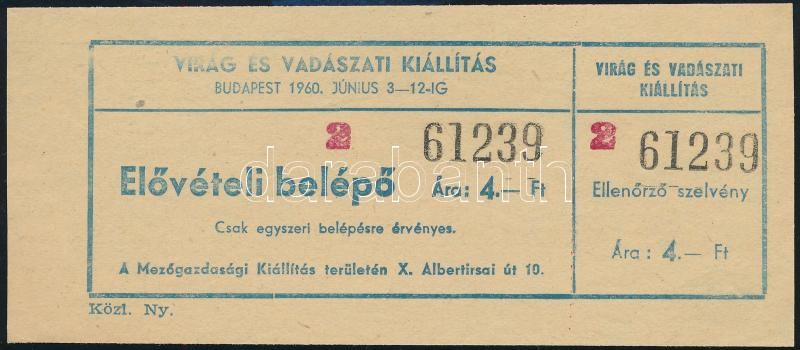 VIRÁG ÉS VADÁSZATI KIÁLLÍTÁS
BUDAPEST 1960. JÚNIUS 3—12-IG
2 61239
Elővételi belépő Ára: 4.— Ft
Csak egyszeri belépésre érvényes.
A Mezőgazdasági Kiállítás területén X. Albertirsai út 10.
Közl. Ny.
VIRÁG ÉS VADÁSZATI
KIÁLLÍTÁS
2 61239
Ellenőrző szelvény
Ára: 4.— Ft
darabanth